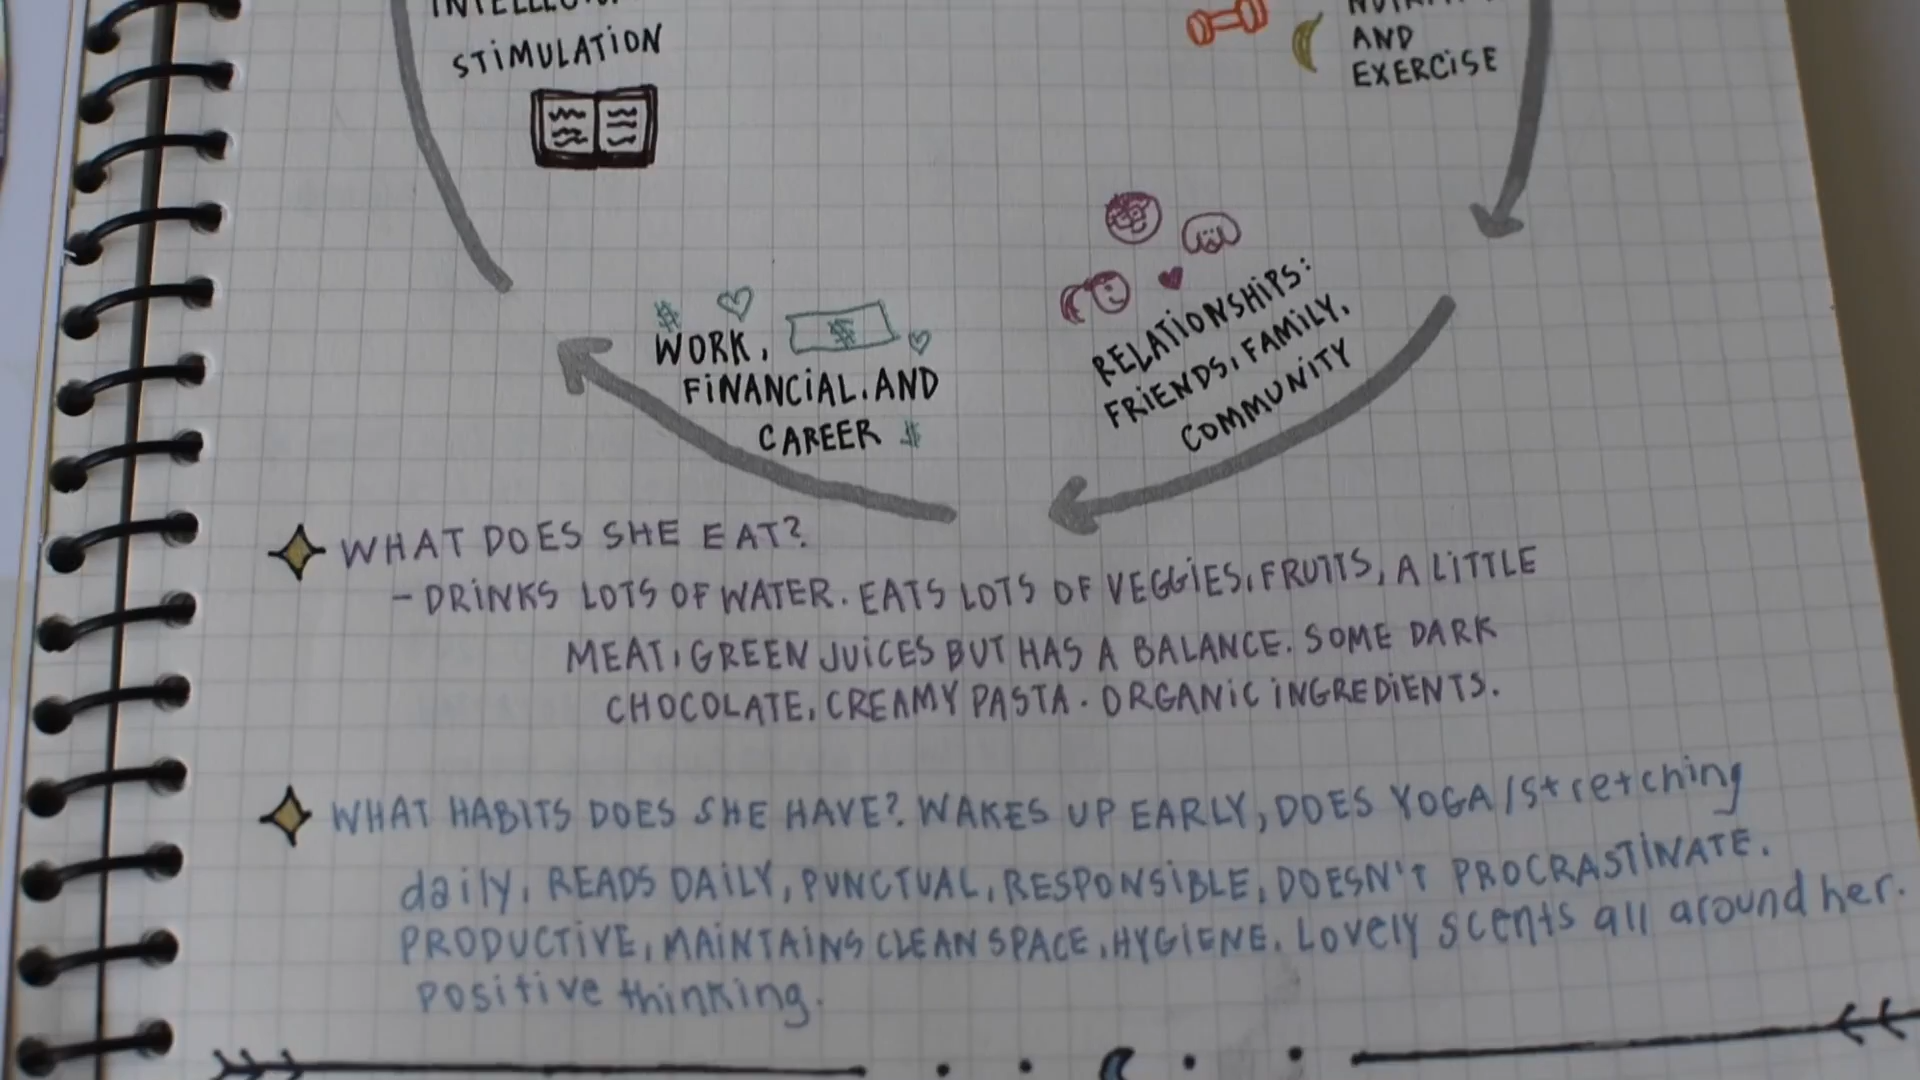 STIMULATION
AND
EXERCISE
$
$
WORK,
FINANCIAL, AND
CAREER $
RELATIONSHIPS:
FRIENDS, FAMILY,
COMMUNITY
WHAT DOES SHE EAT?
- DRINKS LOTS OF WATER. EATS LOTS OF VEGGIES, FRUITS, A LITTLE
MEAT, GREEN JUICES BUT HAS A BALANCE. SOME DARK
CHOCOLATE, CREAMY PASTA. ORGANIC INGREDIENTS.
WHAT HABITS DOES SHE HAVE? WAKES UP EARLY, DOES YOGA/stretching
daily, READS DAILY, PUNCTUAL, RESPONSIBLE, DOESN'T PROCRASTINATE.
PRODUCTIVE, MAINTAINS CLEAN SPACE, HYGIENE. Lovely scents all around her.
positive thinking.